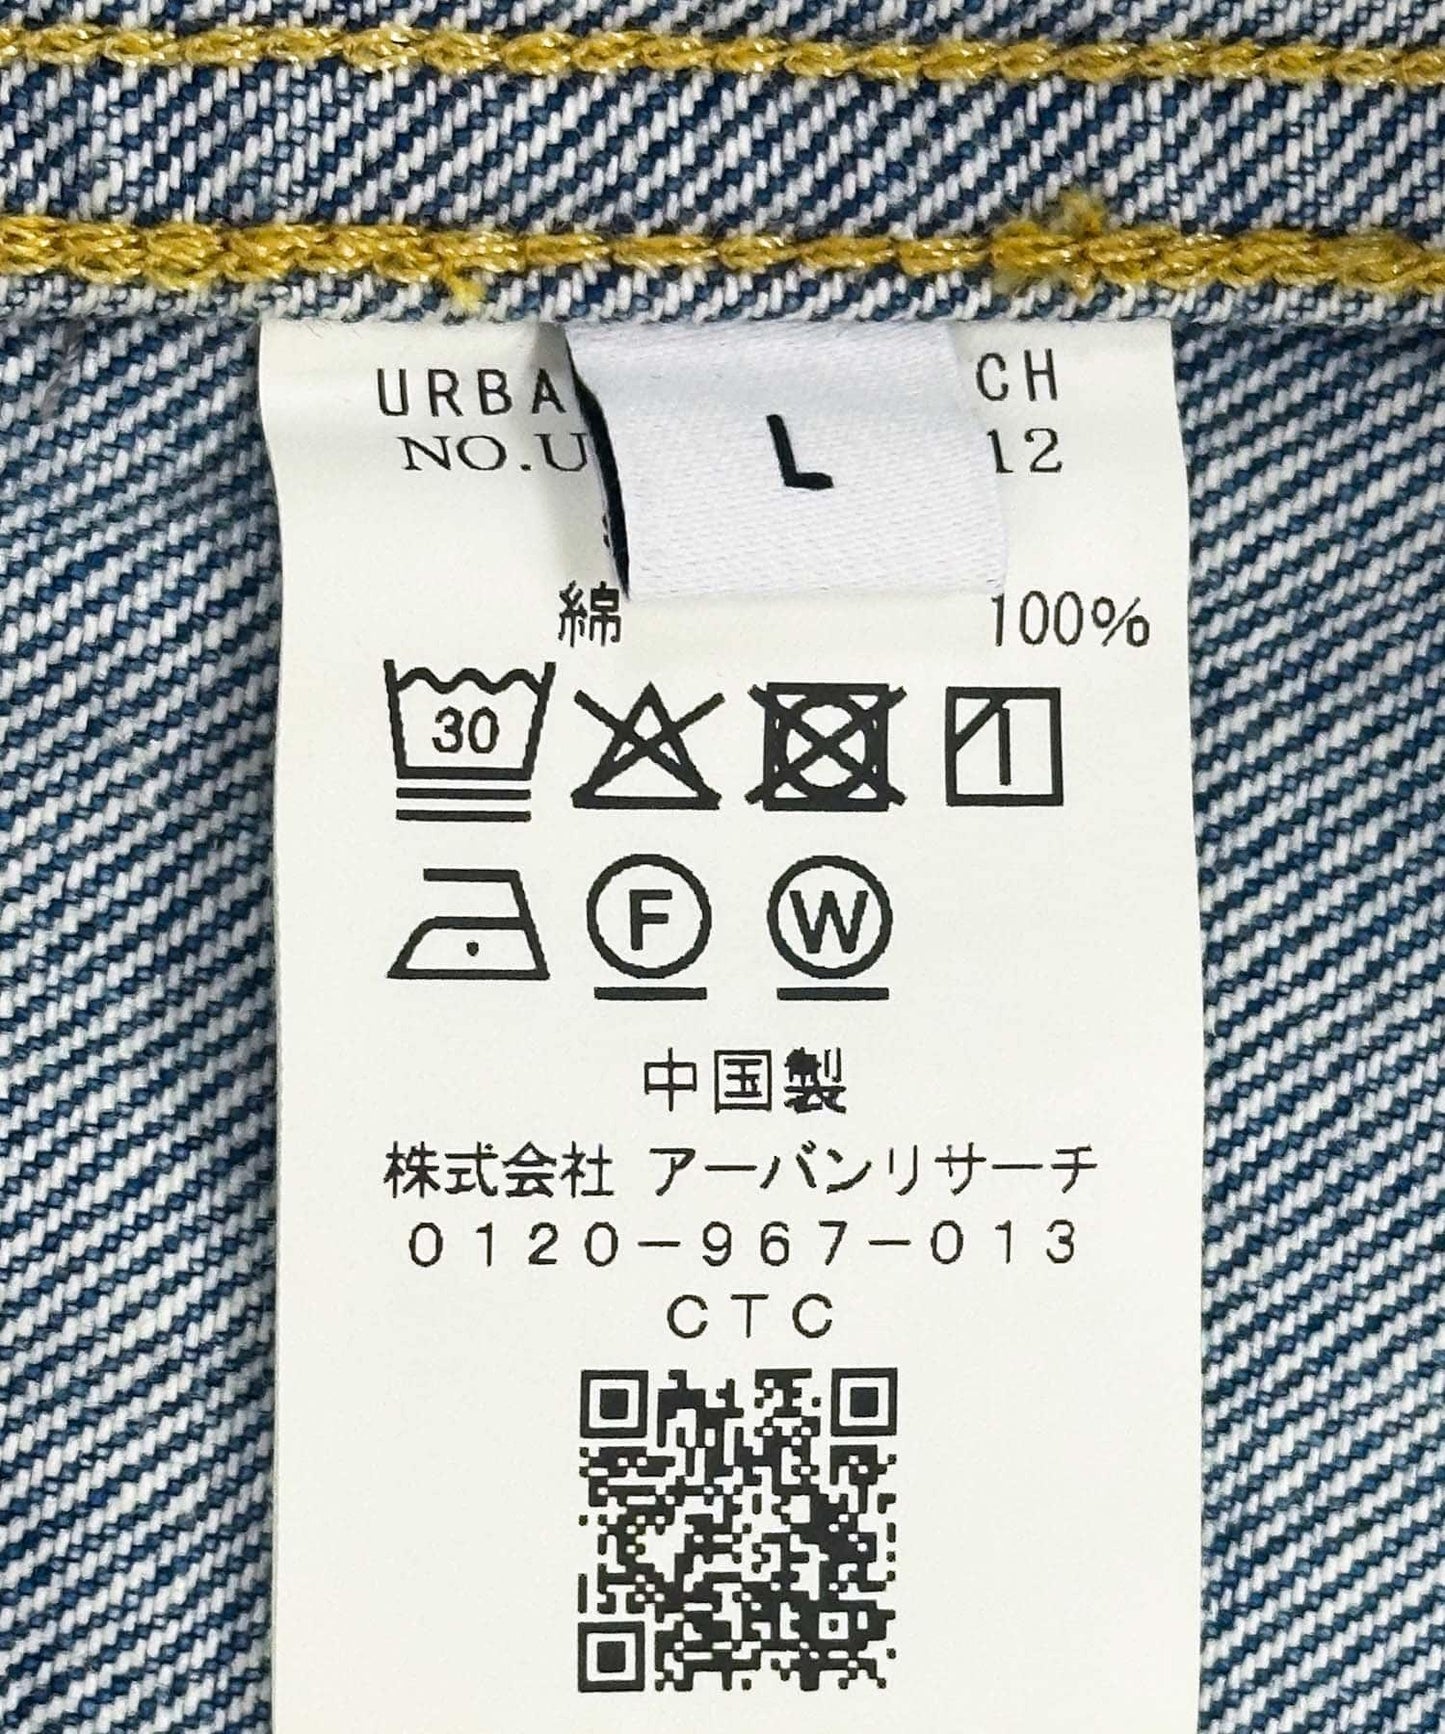 URBA CH
L
NO.U 12
綿 100%
30
F W
中国製
株式会社 アーバンリサーチ
0120-967-013
CTC